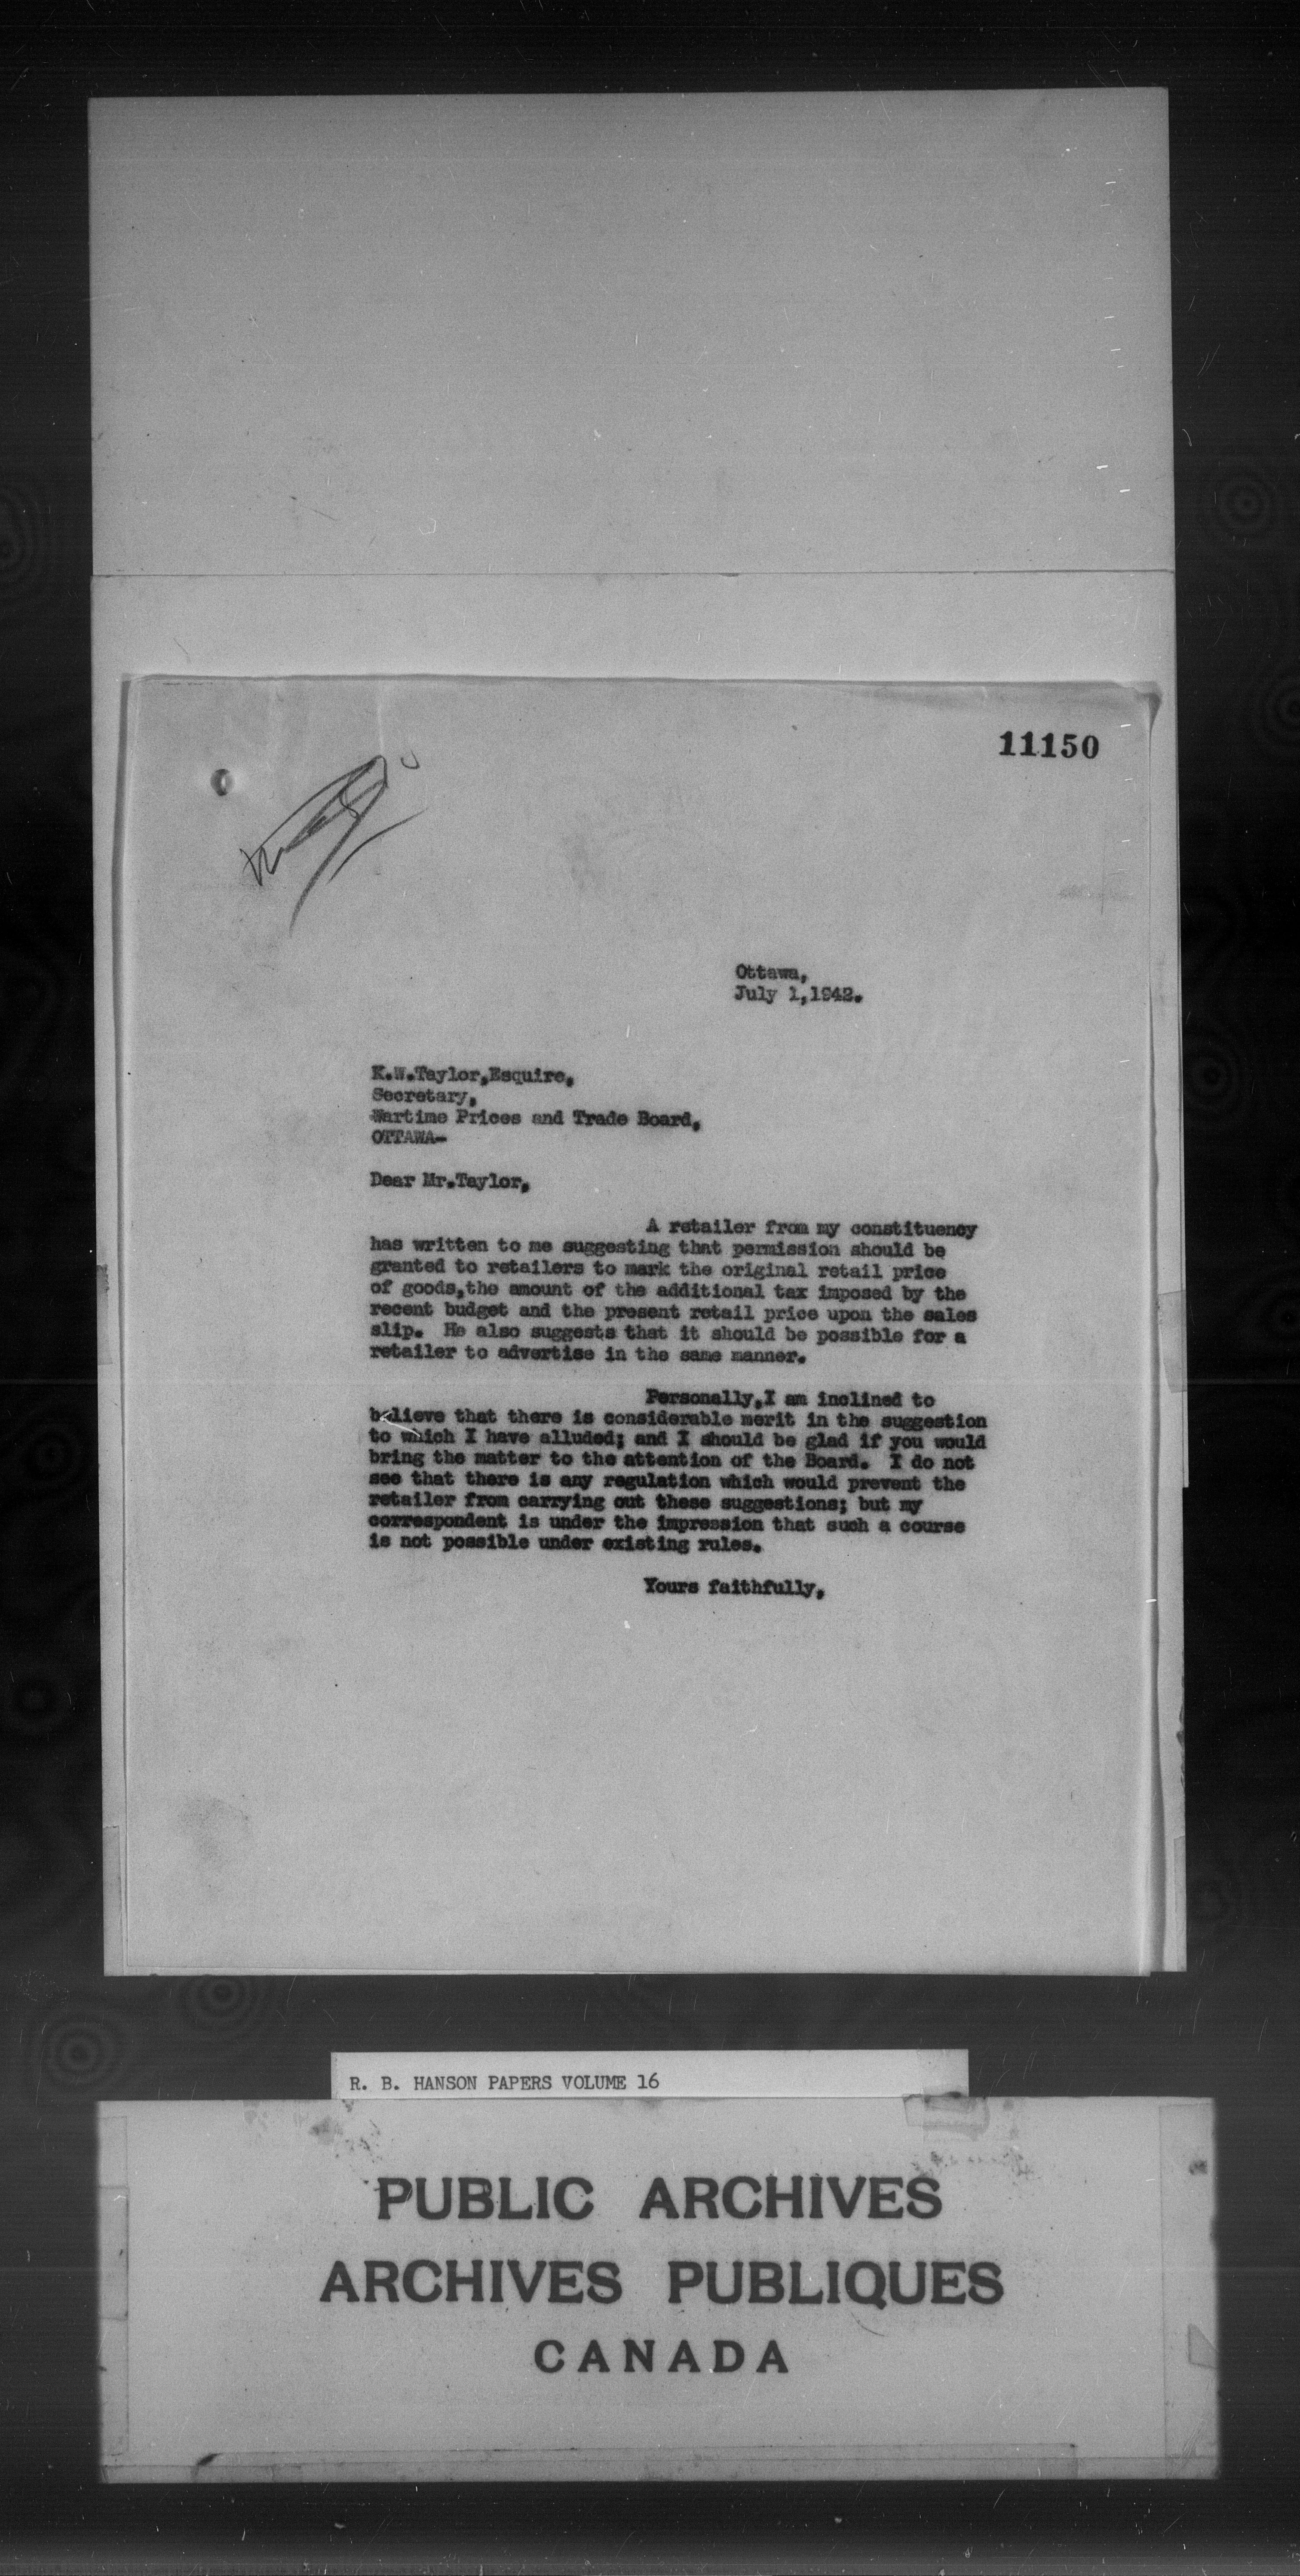 11150
Ottawa,
July 1,1942.
K.W.Taylor,Esquire,
Secretary,
Wartime Prices and Trade Board,
OTTAWA-
Dear Mr.Taylor,
A retailer from my constituency
has written to me suggesting that permission should be
granted to retailers to mark the original retail price
of goods,the amount of the additional tax imposed by the
recent budget and the present retail price upon the sales
slip. He also suggests that it should be possible for a
retailer to advertise in the same manner.
Personally,I am inclined to
believe that there is considerable merit in the suggestion
to which I have alluded; and I should be glad if you would
bring the matter to the attention of the Board. I do not
see that there is any regulation which would prevent the
retailer from carrying out these suggestions; but my
correspondent is under the impression that such a course
is not possible under existing rules.
Yours faithfully,
R. B. HANSON PAPERS VOLUME 16
PUBLIC ARCHIVES
ARCHIVES PUBLIQUES
CANADA